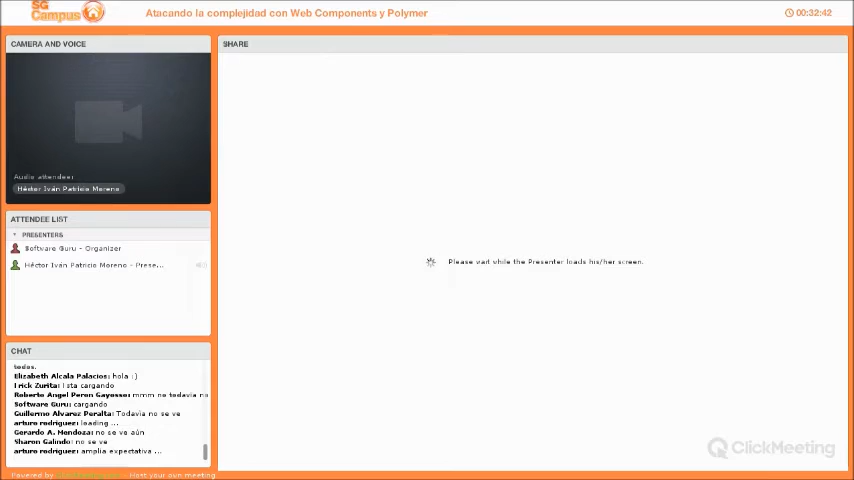 SG
Campus
Atacando la complejidad con Web Components y Polymer
00:32:42
CAMERA AND VOICE
Audio attendee:
Héctor Iván Patricio Moreno
ATTENDEE LIST
PRESENTERS
Software Guru - Organizer
Héctor Iván Patricio Moreno - Prese...
CHAT
todos.
Elizabeth Alcala Palacios: hola :)
Erick Zurita: Esta cargando
Roberto Angel Peron Gayosso: mmm no todavia no
Software Guru: cargando
Guillermo Alvarez Peralta: Todavia no se ve
arturo rodriguez: loading ...
Gerardo A. Mendoza: no se ve aún
Sharon Galindo: no se ve
arturo rodriguez: amplia expectativa ...
SHARE
Please wait while the Presenter loads his/her screen.
ClickMeeting
Powered by
Host your own meeting